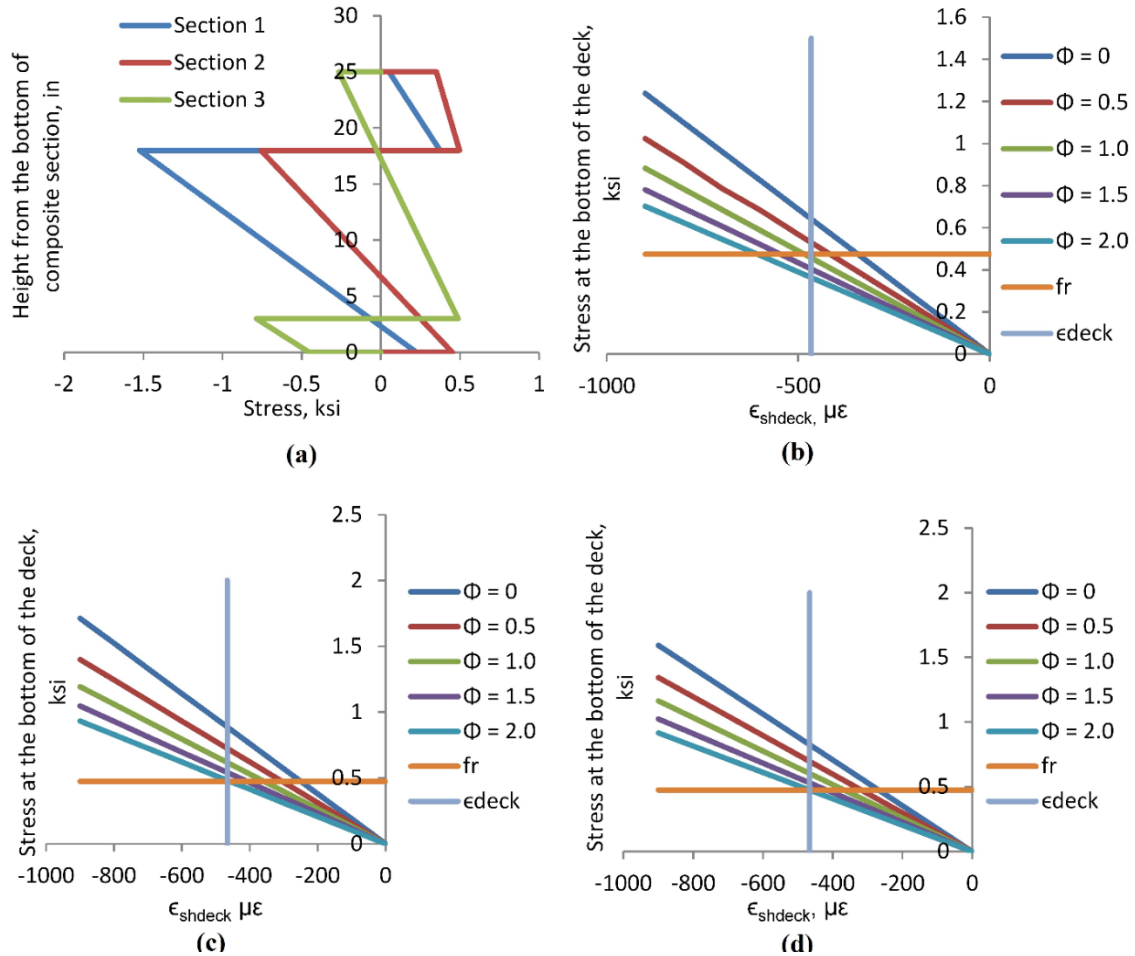 Height from the bottom of
composite section, in
30
25
20
15
10
5
0
-2 -1.5 -1 -0.5 0 0.5 1
Stress, ksi
Section 1
Section 2
Section 3
(a)
Stress at the bottom of the deck,
ksi
1.6
1.4
1.2
1
0.8
0.6
0.4
0.2
0
-1000 -500 0
ϵshdeck, µε
Φ = 0
Φ = 0.5
Φ = 1.0
Φ = 1.5
Φ = 2.0
fr
ϵdeck
(b)
Stress at the bottom of the deck,
ksi
2.5
2
1.5
1
0.5
0
-1000 -800 -600 -400 -200 0
ϵshdeck µε
Φ = 0
Φ = 0.5
Φ = 1.0
Φ = 1.5
Φ = 2.0
fr
ϵdeck
(c)
Stress at the bottom of the deck,
ksi
2.5
2
1.5
1
0.5
0
-1000 -800 -600 -400 -200 0
ϵshdeck, µε
Φ = 0
Φ = 0.5
Φ = 1.0
Φ = 1.5
Φ = 2.0
fr
ϵdeck
(d)